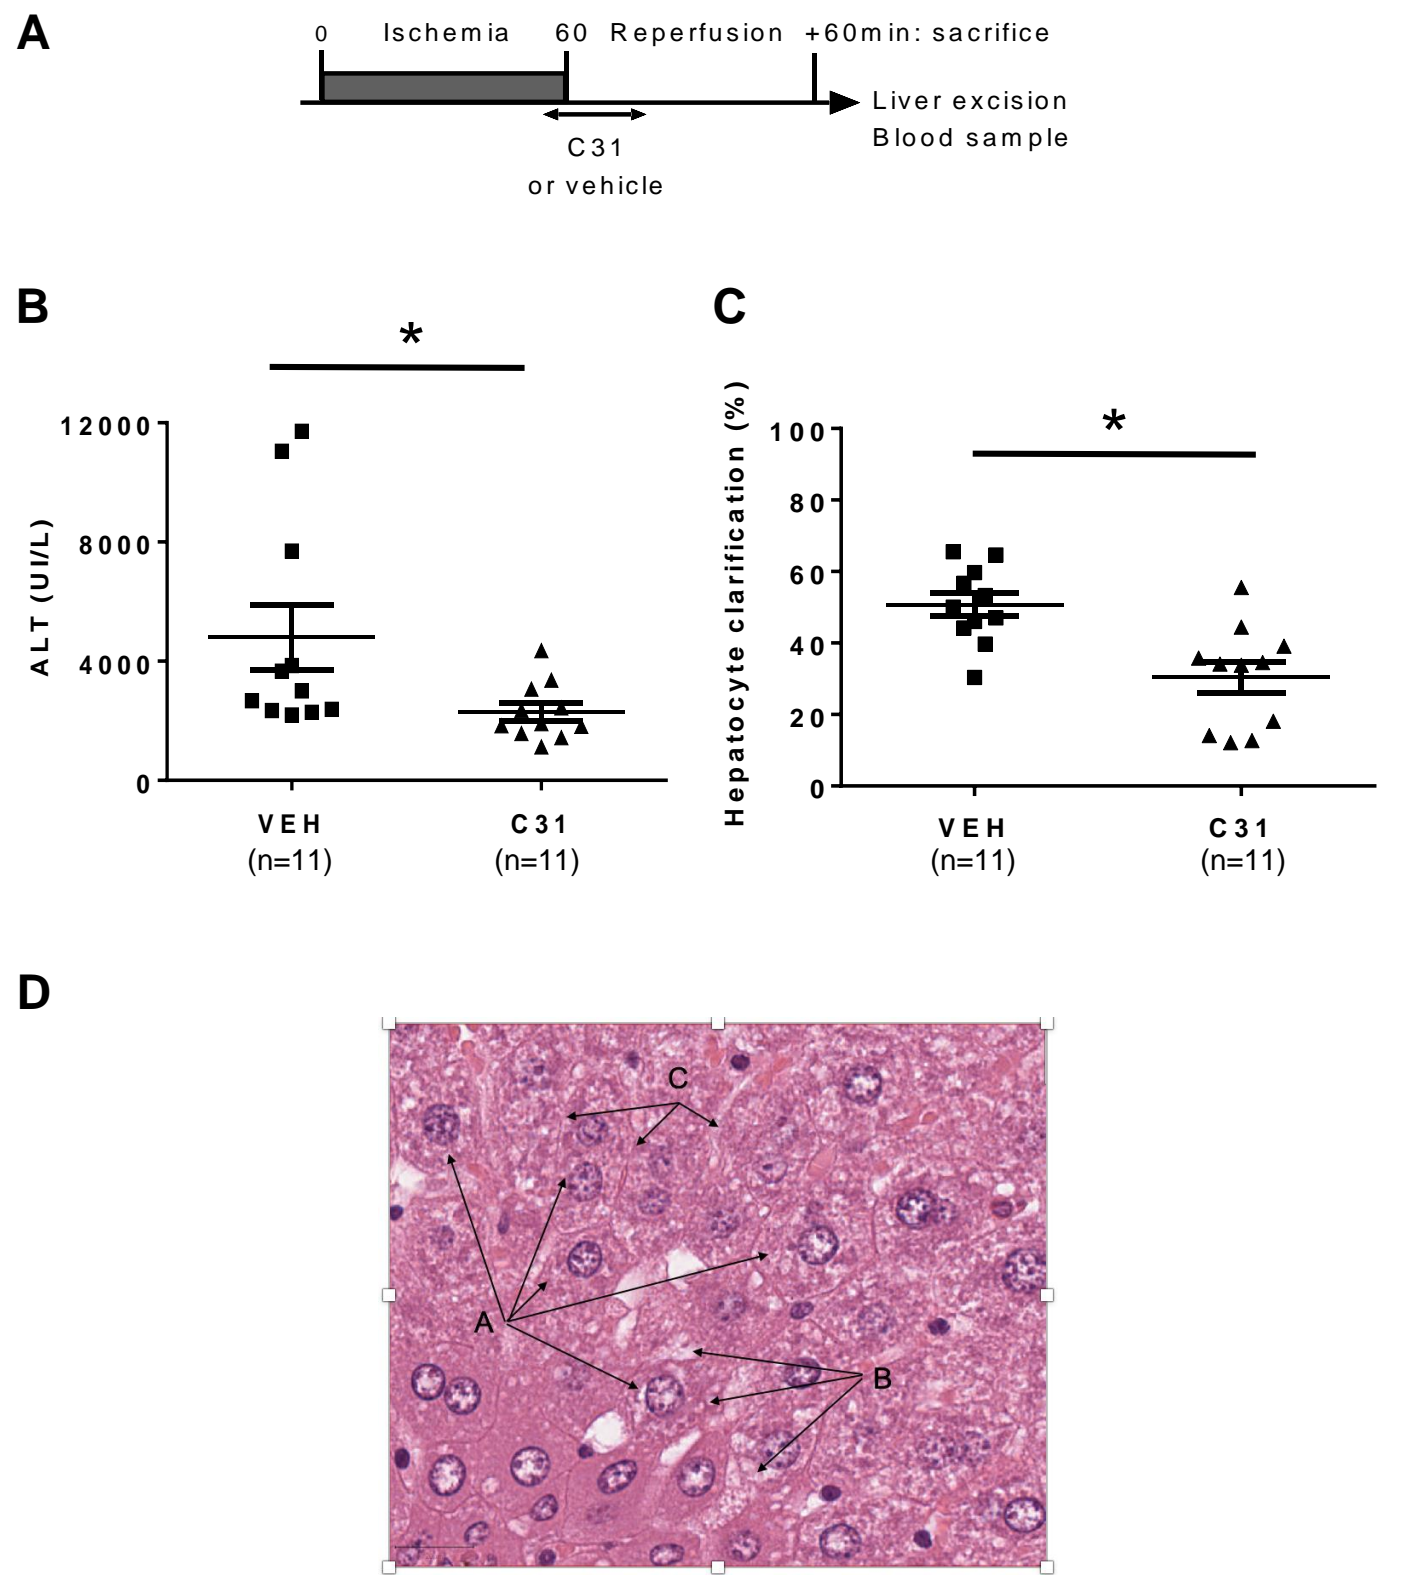 A
0 Ischemia 60 Reperfusion +60min: sacrifice
Liver excision
Blood sample
C31
or vehicle
B
*
ALT (UI/L)
12000
8000
4000
0
VEH
(n=11)
C31
(n=11)
C
*
Hepatocyte clarification (%)
100
80
60
40
20
0
VEH
(n=11)
C31
(n=11)
D
C
A
B